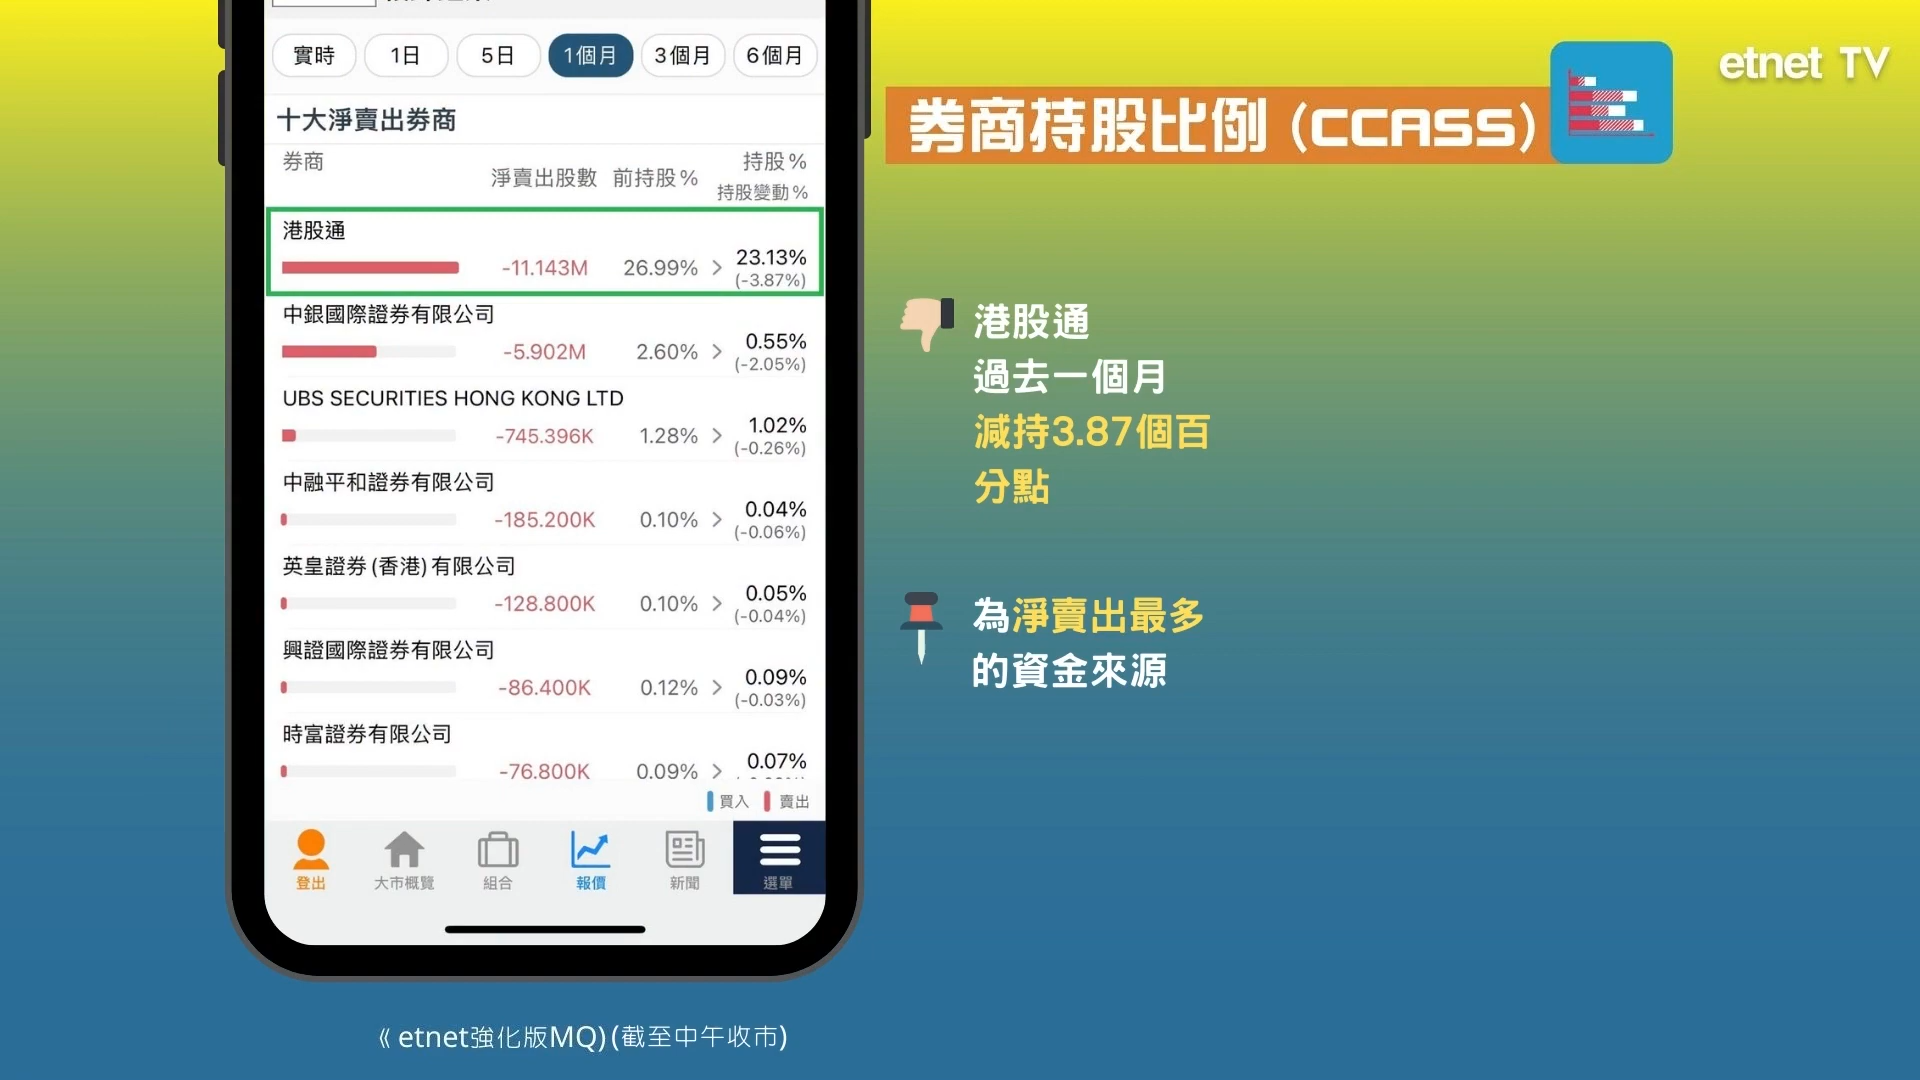 實時 1日 5日 1個月 3個月 6個月
十大淨賣出券商
券商 淨賣出股數 前持股% 持股%
持股變動%
港股通
-11.143M 26.99% > 23.13%
(-3.87%)
中銀國際證券有限公司
-5.902M 2.60% > 0.55%
(-2.05%)
UBS SECURITIES HONG KONG LTD
-745.396K 1.28% > 1.02%
(-0.26%)
中融平和證券有限公司
-185.200K 0.10% > 0.04%
(-0.06%)
英皇證券(香港)有限公司
-128.800K 0.10% > 0.05%
(-0.04%)
興證國際證券有限公司
-86.400K 0.12% > 0.09%
(-0.03%)
時富證券有限公司
-76.800K 0.09% > 0.07%
買入 賣出
登出 大市概覽 組合 報價 新聞 選單
《etnet強化版MQ)(截至中午收市)
券商持股比例(CCASS)
etnet TV
港股通
過去一個月
減持3.87個百
分點
為淨賣出最多
的資金來源